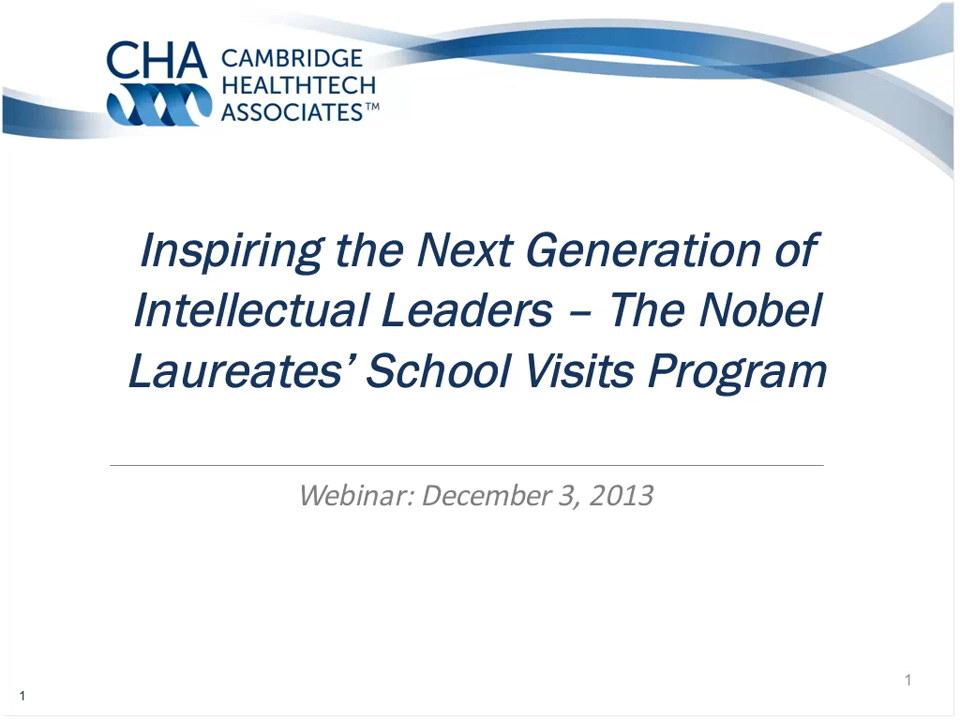 CHA CAMBRIDGE
HEALTHTECH
ASSOCIATES™
Inspiring the Next Generation of
Intellectual Leaders – The Nobel
Laureates’ School Visits Program
Webinar: December 3, 2013
1
1